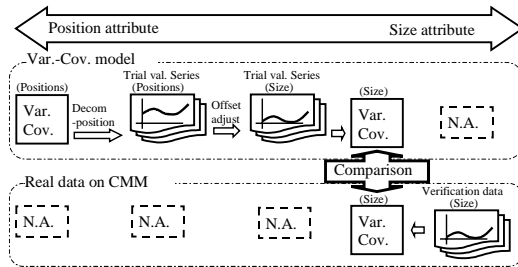 Position attribute
Size attribute
Var.-Cov. model
(Positions)
Var.
Cov.
Decom
-position
Trial val. Series
(Positions)
Offset
adjust
Trial val. Series
(Size)
(Size)
Var.
Cov.
N.A.
Comparison
Real data on CMM
N.A.
N.A.
N.A.
(Size)
Var.
Cov.
Verification data
(Size)